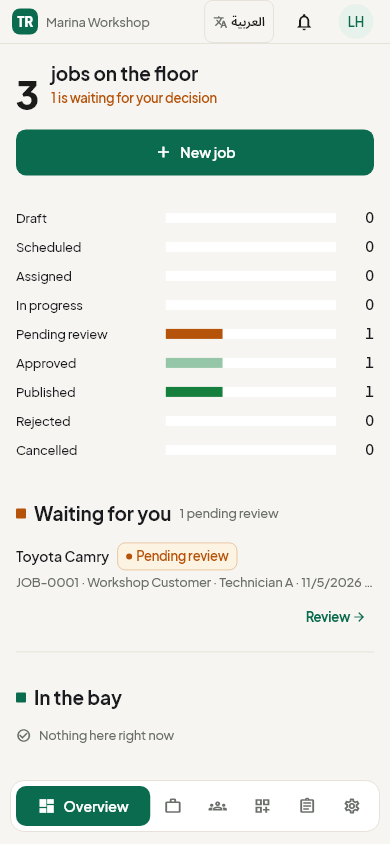 TR Marina Workshop العربية LH
3 jobs on the floor
1 is waiting for your decision
+ New job
Draft 0
Scheduled 0
Assigned 0
In progress 0
Pending review 1
Approved 1
Published 1
Rejected 0
Cancelled 0
Waiting for you 1 pending review
Toyota Camry Pending review
JOB-0001 · Workshop Customer · Technician A · 11/5/2026 ...
Review →
In the bay
Nothing here right now
Overview